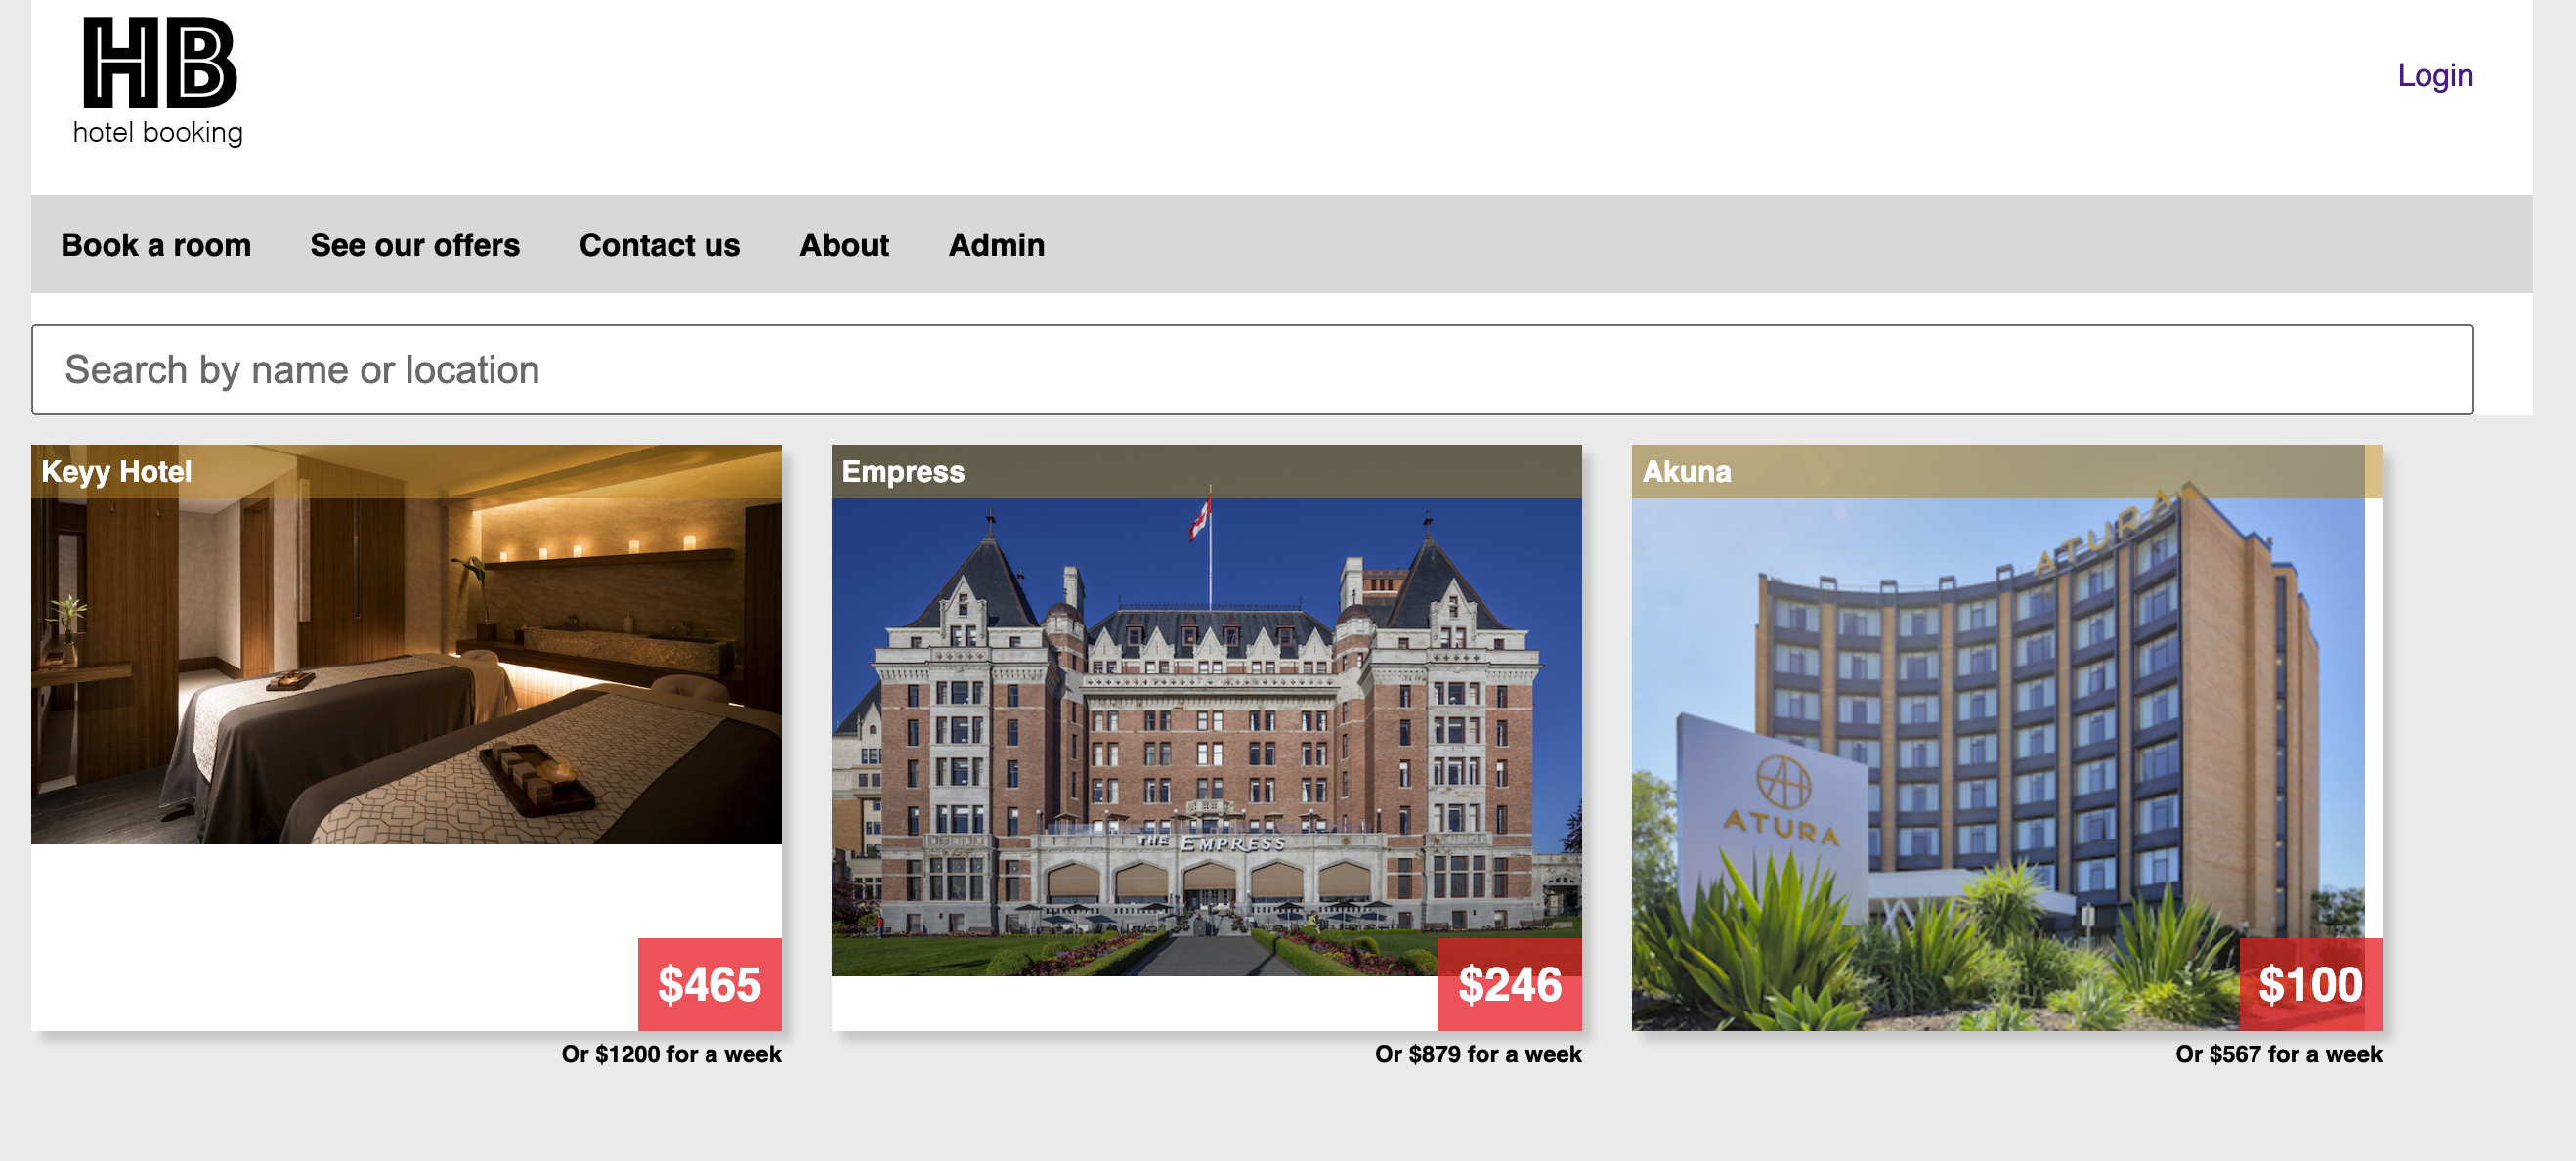 HB
hotel booking
Login
Book a room See our offers Contact us About Admin
Search by name or location
Keyy Hotel
Empress
Akuna
THE EMPRESS
ATURA
ATURA
$465
$246
$100
Or $1200 for a week
Or $879 for a week
Or $567 for a week